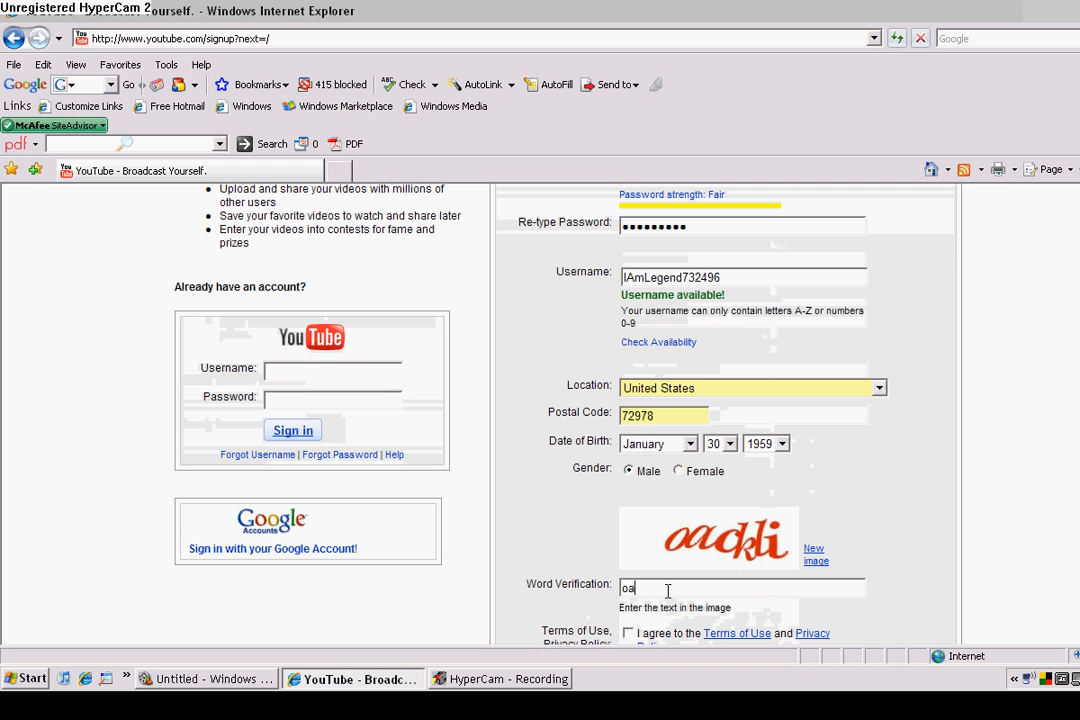 Unregistered HyperCam 2
Yourself. - Windows Internet Explorer
http://www.youtube.com/signup?next=/
Google
File Edit View Favorites Tools Help
Google G Go Bookmarks 415 blocked Check AutoLink AutoFill Send to
Links Customize Links Free Hotmail Windows Windows Marketplace Windows Media
McAfee SiteAdvisor
pdf Search 0 PDF
YouTube - Broadcast Yourself.
Page
Upload and share your videos with millions of
other users
Save your favorite videos to watch and share later
Enter your videos into contests for fame and
prizes
Already have an account?
You Tube
Username:
Password:
Sign in
Forgot Username | Forgot Password | Help
Google
Accounts
Sign in with your Google Account!
Password strength: Fair
Re-type Password:
Username: IAmLegend732496
Username available!
Your username can only contain letters A-Z or numbers
0-9
Check Availability
Location: United States
Postal Code: 72978
Date of Birth: January 30 1959
Gender: Male Female
oackli
New
image
Word Verification: oa
Enter the text in the image
Terms of Use, I agree to the Terms of Use and Privacy
Internet
Start » Untitled - Windows ... YouTube - Broadc... HyperCam - Recording «